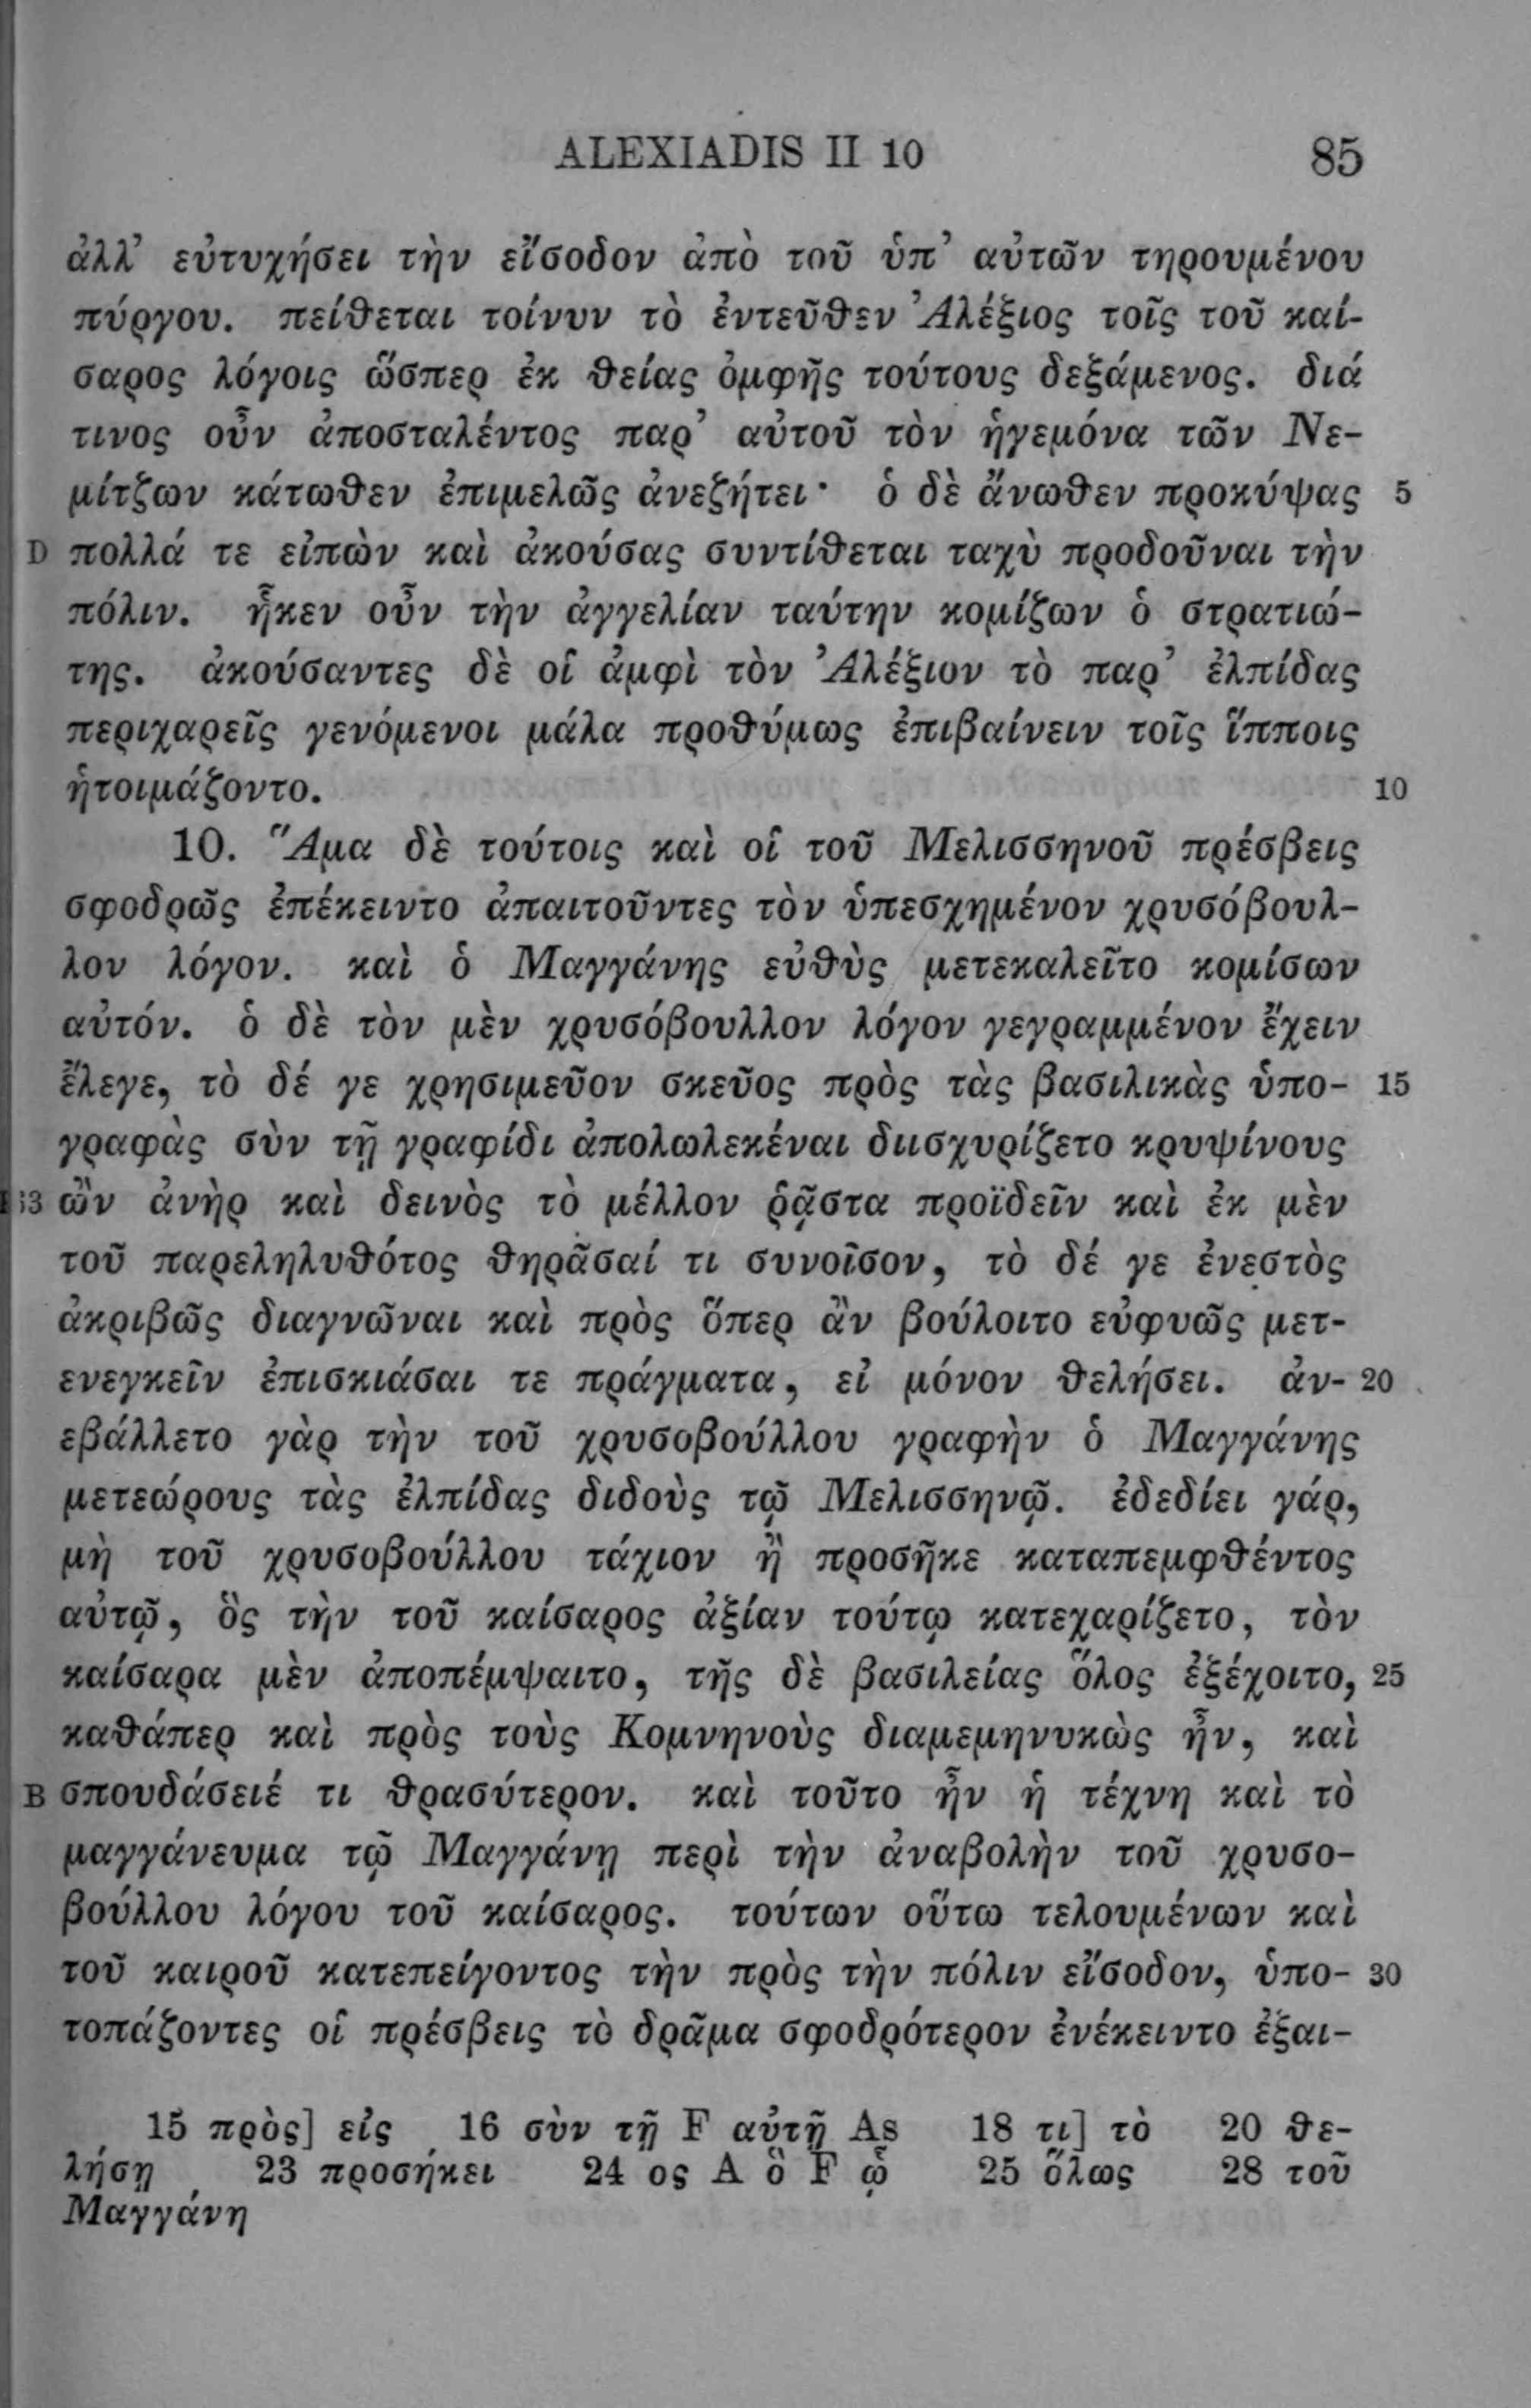 ALEXIADIS II 10 85
ἀλλ’ εὐτυχήσει τὴν εἴσοδον ἀπὸ τοῦ ὑπ’ αὐτῶν τηρουμένου
πύργου. πείθεται τοίνυν τὸ ἐντεῦθεν Ἀλέξιος τοῖς τοῦ καί-
σαρος λόγοις ὥσπερ ἐκ θείας ὀμφῆς τούτους δεξάμενος. διά
τινος οὖν ἀποσταλέντος παρ’ αὐτοῦ τὸν ἡγεμόνα τῶν Νε-
μίτζων κάτωθεν ἐπιμελῶς ἀνεζήτει· ὁ δὲ ἄνωθεν προκύψας 5
D πολλά τε εἰπὼν καὶ ἀκούσας συντίθεται ταχὺ προδοῦναι τὴν
πόλιν. ἧκεν οὖν τὴν ἀγγελίαν ταύτην κομίζων ὁ στρατιώ-
της. ἀκούσαντες δὲ οἱ ἀμφὶ τὸν Ἀλέξιον τὸ παρ’ ἐλπίδας
περιχαρεῖς γενόμενοι μάλα προθύμως ἐπιβαίνειν τοῖς ἵπποις
ἡτοιμάζοντο. 10
10. Ἅμα δὲ τούτοις καὶ οἱ τοῦ Μελισσηνοῦ πρέσβεις
σφοδρῶς ἐπέκειντο ἀπαιτοῦντες τὸν ὑπεσχημένον χρυσόβουλ-
λον λόγον. καὶ ὁ Μαγγάνης εὐθὺς μετεκαλεῖτο κομίσων
αὐτόν. ὁ δὲ τὸν μὲν χρυσόβουλλον λόγον γεγραμμένον ἔχειν
ἔλεγε, τὸ δέ γε χρησιμεῦον σκεῦος πρὸς τὰς βασιλικὰς ὑπο- 15
γραφὰς σὺν τῇ γραφίδι ἀπολωλεκέναι διισχυρίζετο κρυψίνους
ὢν ἀνὴρ καὶ δεινὸς τὸ μέλλον ῥᾷστα προϊδεῖν καὶ ἐκ μὲν
τοῦ παρεληλυθότος θηρᾶσαί τι συνοῖσον, τὸ δέ γε ἐνεστὸς
ἀκριβῶς διαγνῶναι καὶ πρὸς ὅπερ ἂν βούλοιτο εὐφυῶς μετ-
ενεγκεῖν ἐπισκιάσαι τε πράγματα, εἰ μόνον θελήσει. ἀν- 20
εβάλλετο γὰρ τὴν τοῦ χρυσοβούλλου γραφὴν ὁ Μαγγάνης
μετεώρους τὰς ἐλπίδας διδοὺς τῷ Μελισσηνῷ. ἐδεδίει γάρ,
μὴ τοῦ χρυσοβούλλου τάχιον ἢ προσῆκε καταπεμφθέντος
αὐτῷ, ὃς τὴν τοῦ καίσαρος ἀξίαν τούτῳ κατεχαρίζετο, τὸν
καίσαρα μὲν ἀποπέμψαιτο, τῆς δὲ βασιλείας ὅλος ἐξέχοιτο, 25
καθάπερ καὶ πρὸς τοὺς Κομνηνοὺς διαμεμηνυκὼς ἦν, καὶ
B σπουδάσειέ τι θρασύτερον. καὶ τοῦτο ἦν ἡ τέχνη καὶ τὸ
μαγγάνευμα τῷ Μαγγάνῃ περὶ τὴν ἀναβολὴν τοῦ χρυσο-
βούλλου λόγου τοῦ καίσαρος. τούτων οὕτω τελουμένων καὶ
τοῦ καιροῦ κατεπείγοντος τὴν πρὸς τὴν πόλιν εἴσοδον, ὑπο- 30
τοπάζοντες οἱ πρέσβεις τὸ δρᾶμα σφοδρότερον ἐνέκειντο ἐξαι-
15 πρὸς] εἰς 16 σὺν τῇ F αὐτῇ As 18 τι] τὸ 20 θε-
λήσῃ 23 προσήκει 24 ος A ὃ F ᾧ 25 ὅλως 28 τοῦ
Μαγγάνη